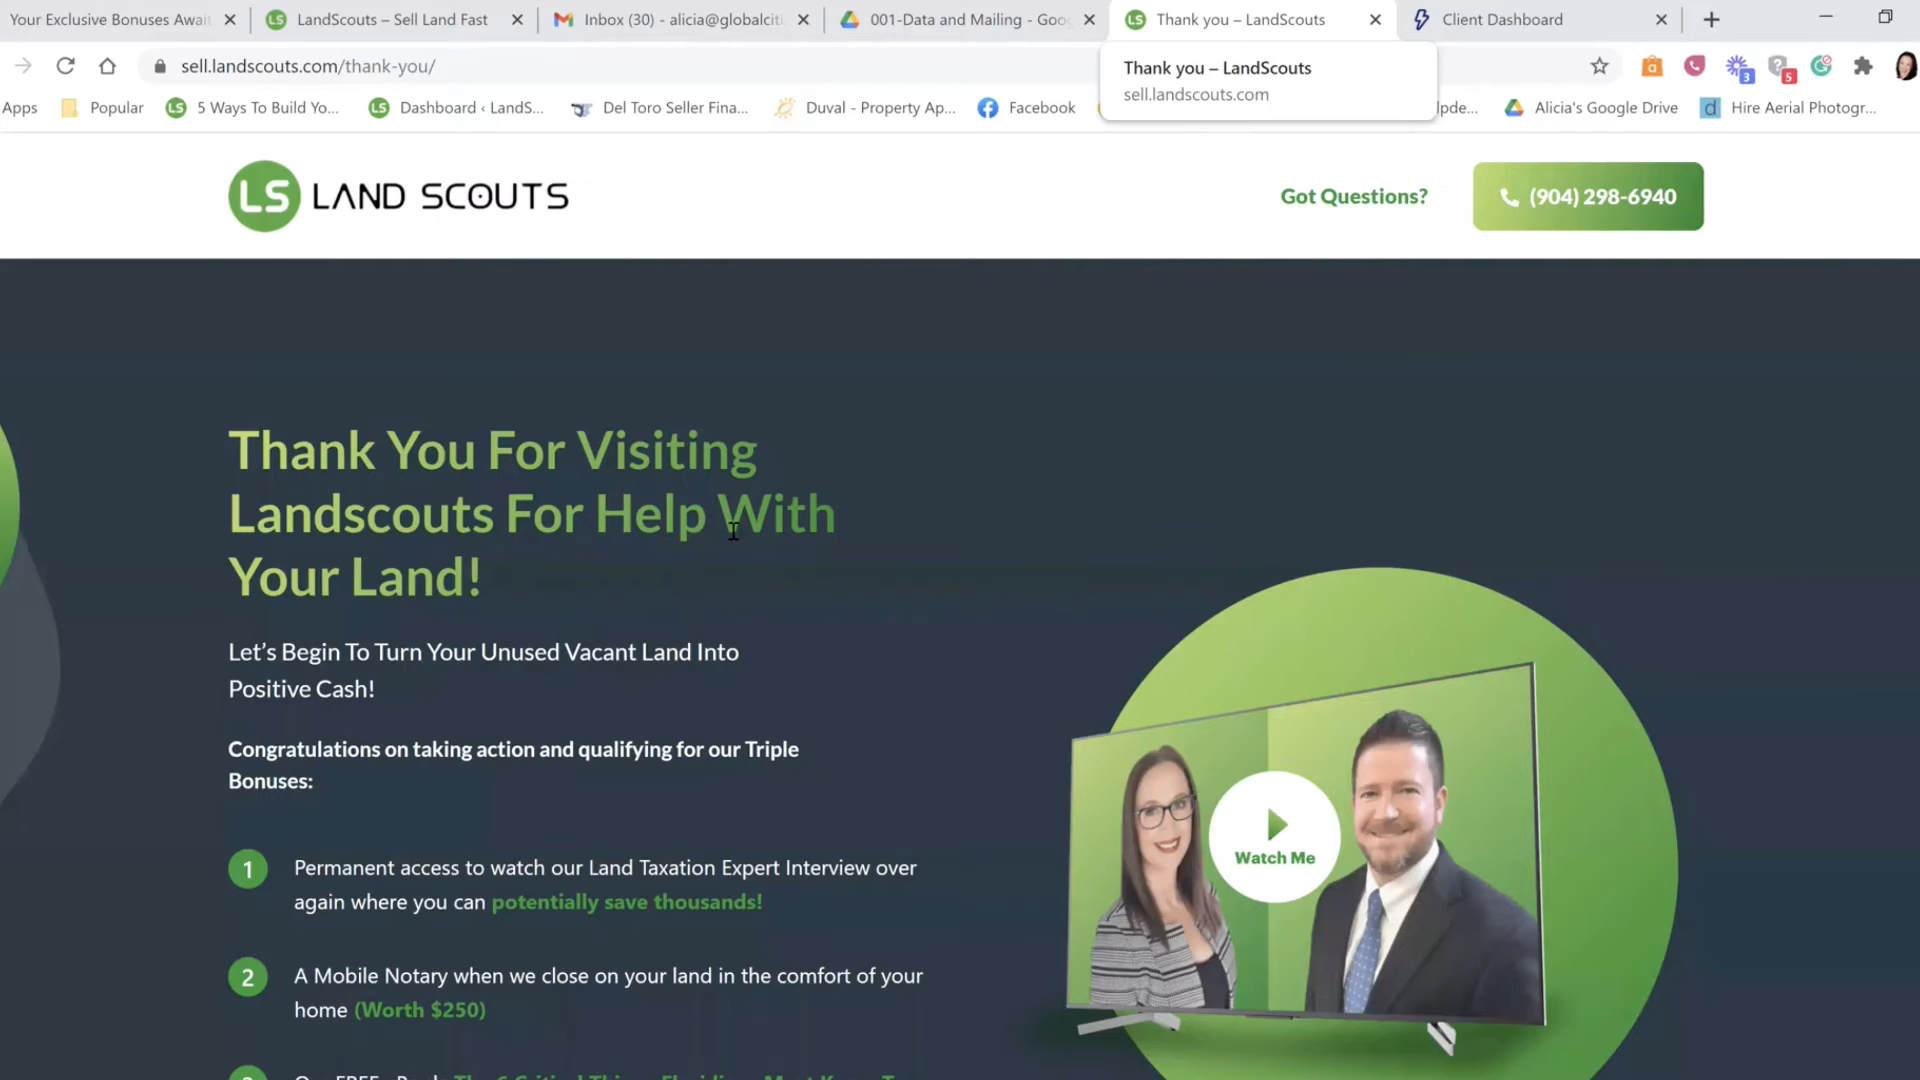 Your Exclusive Bonuses Await
LandScouts – Sell Land Fast
Inbox (30) - alicia@globalciti
001-Data and Mailing - Goog
Thank you – LandScouts
Client Dashboard
sell.landscouts.com/thank-you/
Thank you – LandScouts
sell.landscouts.com
3
5
Apps
Popular
5 Ways To Build Yo...
Dashboard ‹ LandS...
Del Toro Seller Fina...
Duval - Property Ap...
Facebook
lpde...
Alicia's Google Drive
Hire Aerial Photogr...
LS LAND SCOUTS
Got Questions?
(904) 298-6940
Thank You For Visiting
Landscouts For Help With
Your Land!
Let's Begin To Turn Your Unused Vacant Land Into
Positive Cash!
Congratulations on taking action and qualifying for our Triple
Bonuses:
1 Permanent access to watch our Land Taxation Expert Interview over
again where you can potentially save thousands!
2 A Mobile Notary when we close on your land in the comfort of your
home (Worth $250)
Watch Me